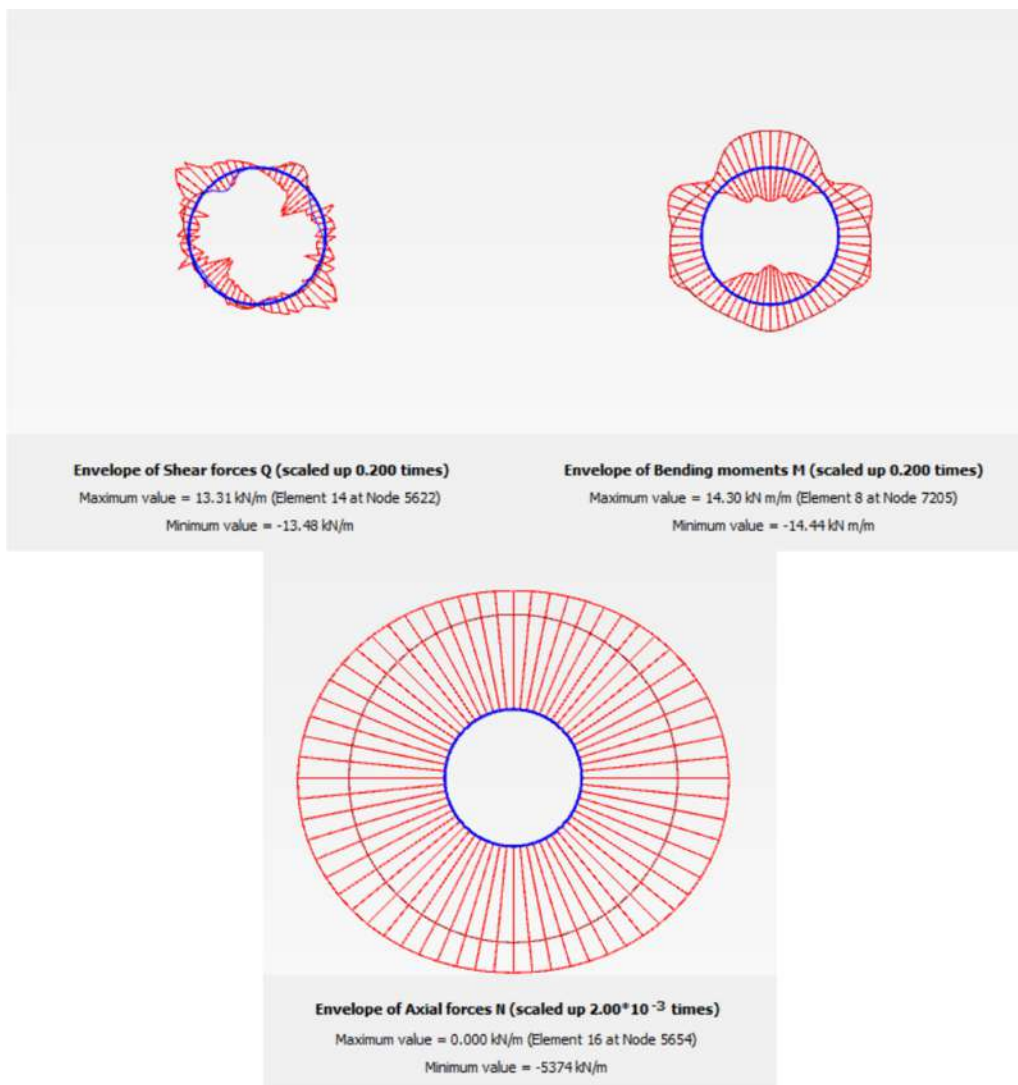 Envelope of Shear forces Q (scaled up 0.200 times)
Maximum value = 13.31 kN/m (Element 14 at Node 5622)
Minimum value = -13.48 kN/m
Envelope of Bending moments M (scaled up 0.200 times)
Maximum value = 14.30 kN m/m (Element 8 at Node 7205)
Minimum value = -14.44 kN m/m
Envelope of Axial forces N (scaled up 2.00*10 -3 times)
Maximum value = 0.000 kN/m (Element 16 at Node 5654)
Minimum value = -5374 kN/m